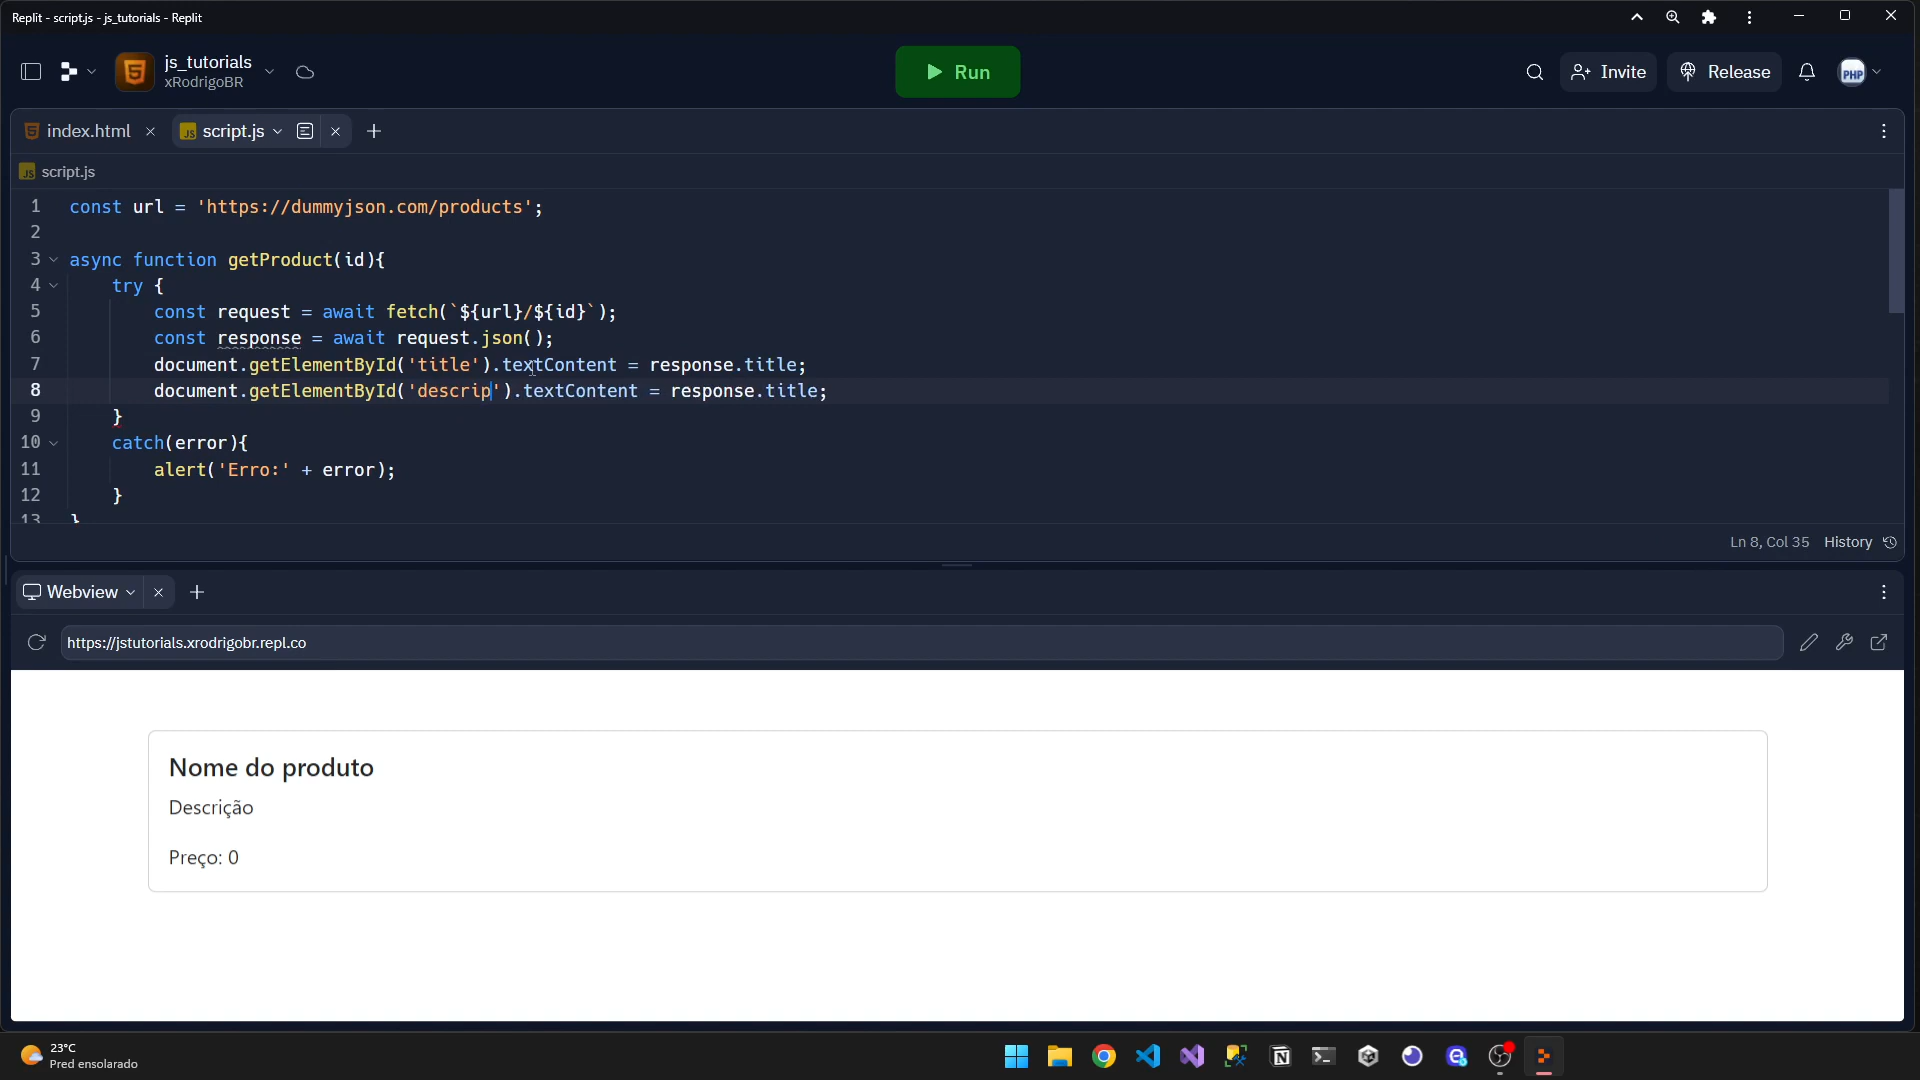 Replit - script.js - js_tutorials - Replit
js_tutorials
xRodrigoBR
Run
Invite
Release
PHP
index.html
JS script.js
JS script.js
1 const url = 'https://dummyjson.com/products';
2
3 async function getProduct(id){
4 try {
5 const request = await fetch(`${url}/${id}`);
6 const response = await request.json();
7 document.getElementById('title').textContent = response.title;
8 document.getElementById('descrip').textContent = response.title;
9 }
10 catch(error){
11 alert('Erro:' + error);
12 }
13 }
Ln 8, Col 35 History
Webview
https://jstutorials.xrodrigobr.repl.co
Nome do produto
Descrição
Preço: 0
23°C
Pred ensolarado